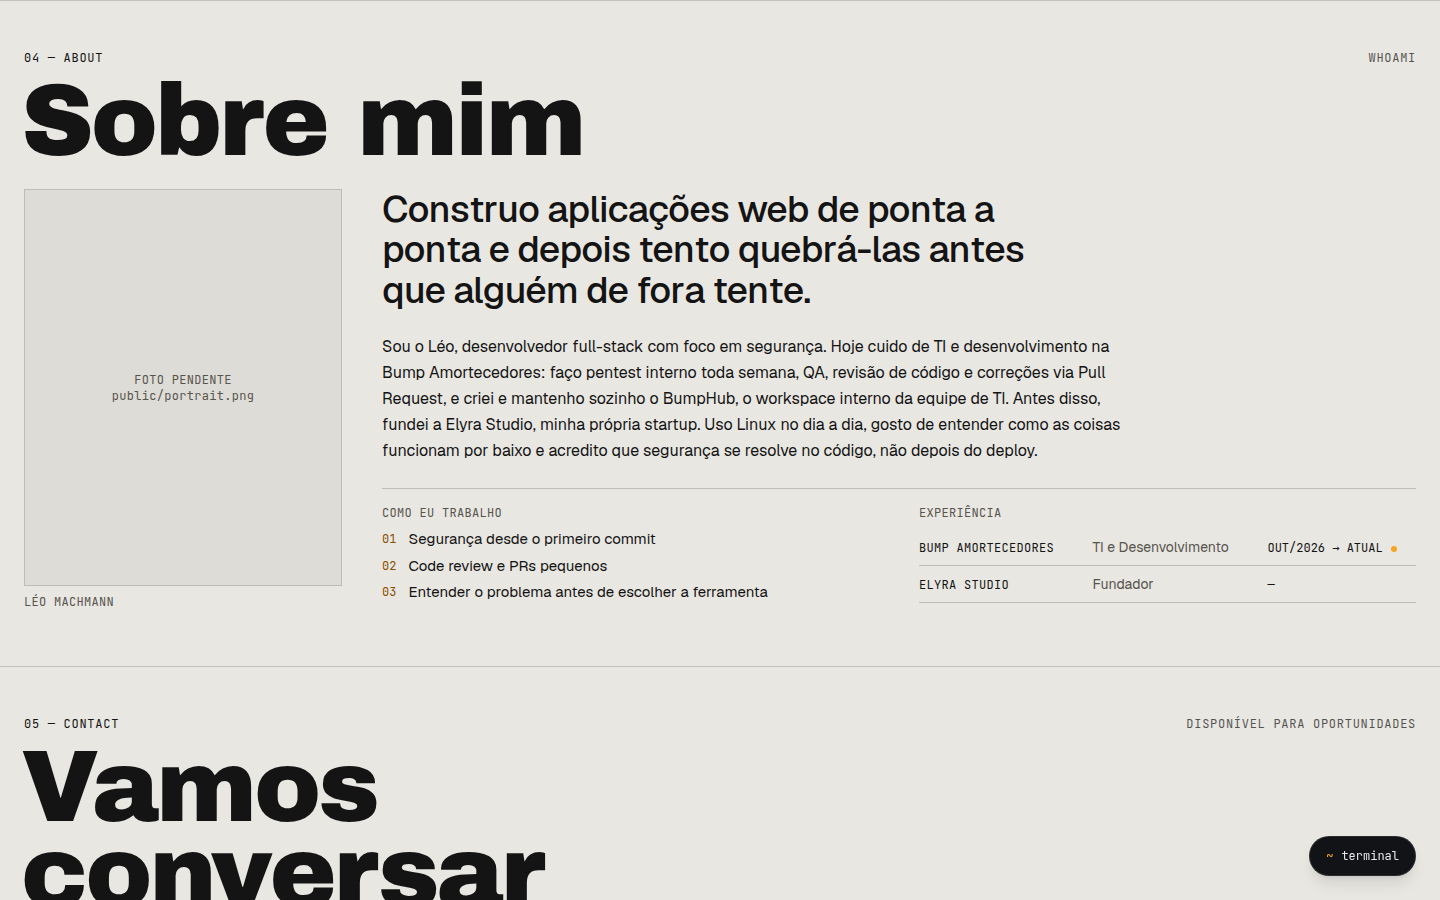 04 — ABOUT
WHOAMI
Sobre mim
FOTO PENDENTE
public/portrait.png
LÉO MACHMANN
Construo aplicações web de ponta a
ponta e depois tento quebrá-las antes
que alguém de fora tente.
Sou o Léo, desenvolvedor full-stack com foco em segurança. Hoje cuido de TI e desenvolvimento na
Bump Amortecedores: faço pentest interno toda semana, QA, revisão de código e correções via Pull
Request, e criei e mantenho sozinho o BumpHub, o workspace interno da equipe de TI. Antes disso,
fundei a Elyra Studio, minha própria startup. Uso Linux no dia a dia, gosto de entender como as coisas
funcionam por baixo e acredito que segurança se resolve no código, não depois do deploy.
COMO EU TRABALHO
01 Segurança desde o primeiro commit
02 Code review e PRs pequenos
03 Entender o problema antes de escolher a ferramenta
EXPERIÊNCIA
BUMP AMORTECEDORES TI e Desenvolvimento OUT/2026 → ATUAL
ELYRA STUDIO Fundador —
05 — CONTACT
DISPONÍVEL PARA OPORTUNIDADES
Vamos
conversar
~ terminal